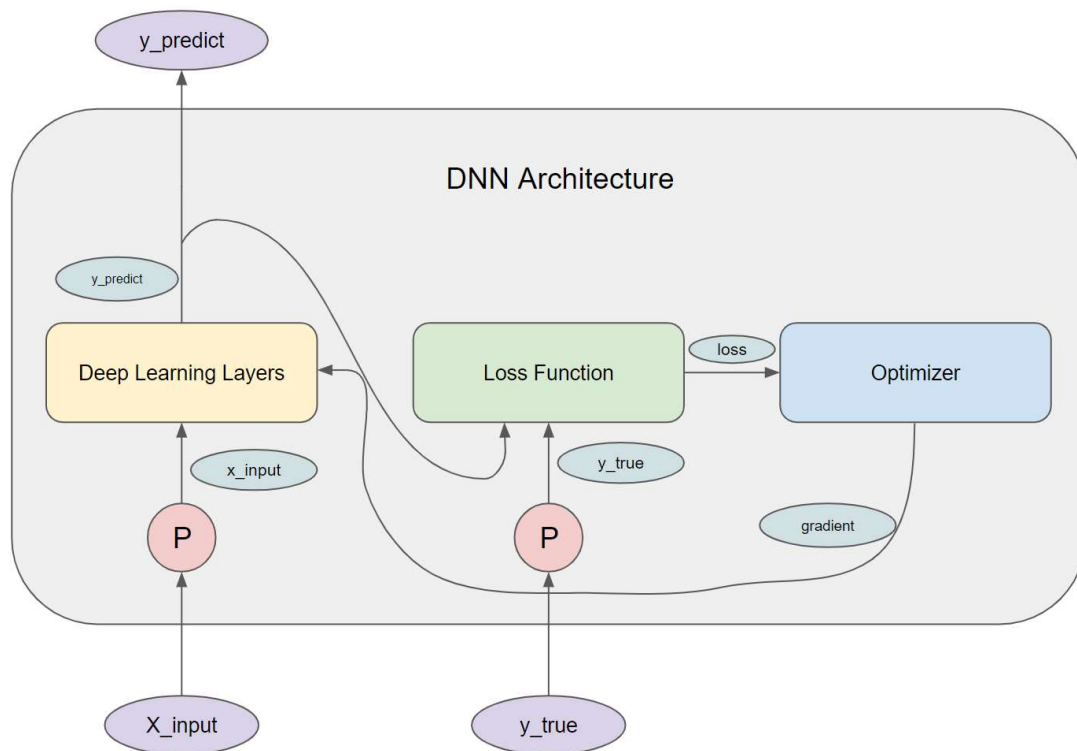 y_predict
DNN Architecture
y_predict
Deep Learning Layers
Loss Function
loss
Optimizer
x_input
y_true
P
P
gradient
X_input
y_true